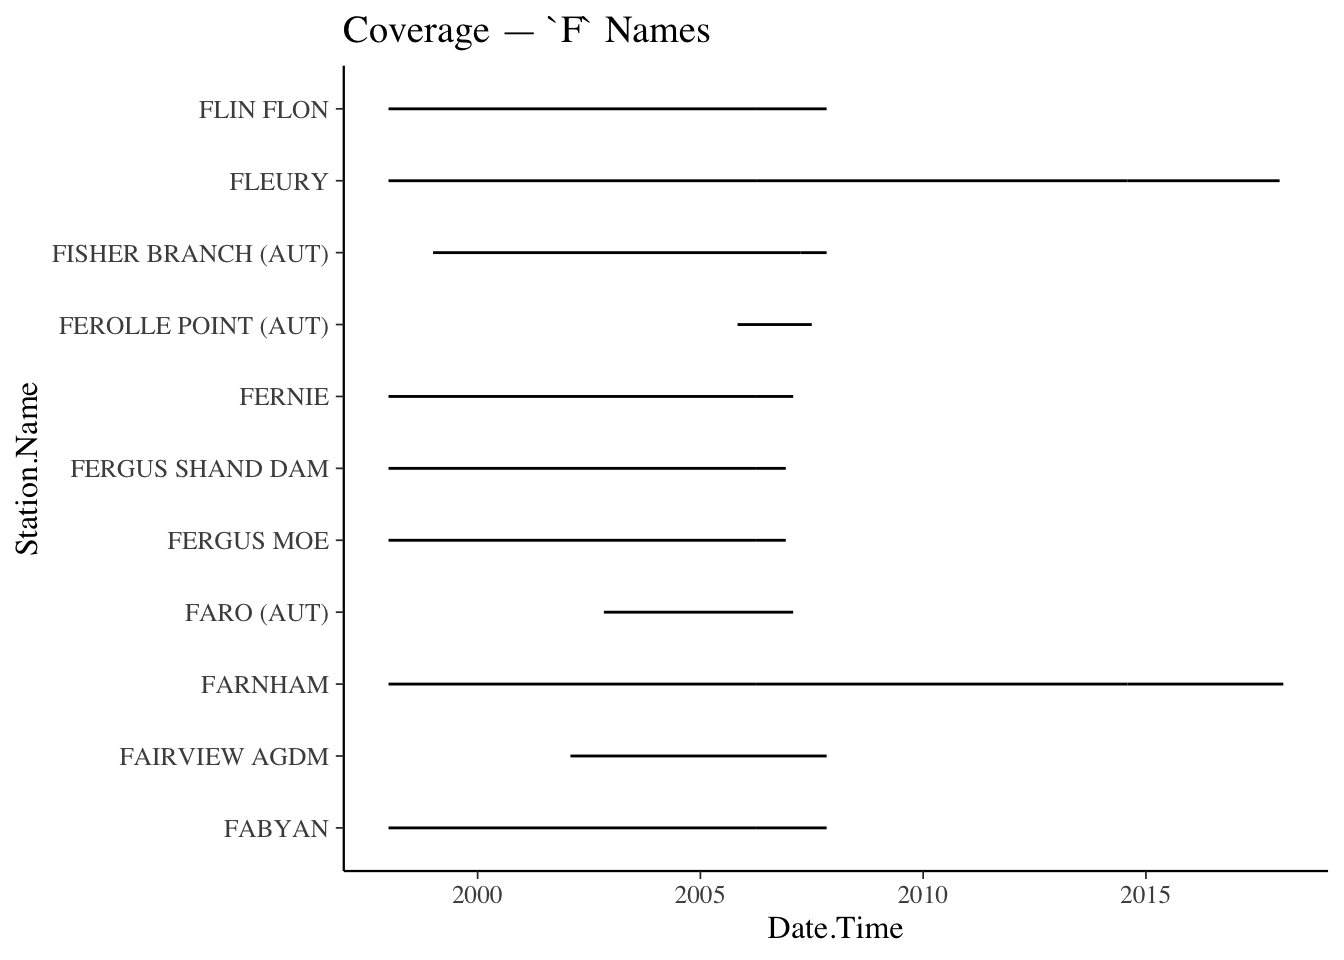 Coverage — `F` Names
FLIN FLON
FLEURY
FISHER BRANCH (AUT)
FEROLLE POINT (AUT)
FERNIE
FERGUS SHAND DAM
FERGUS MOE
FARO (AUT)
FARNHAM
FAIRVIEW AGDM
FABYAN
Station.Name
2000 2005 2010 2015
Date.Time